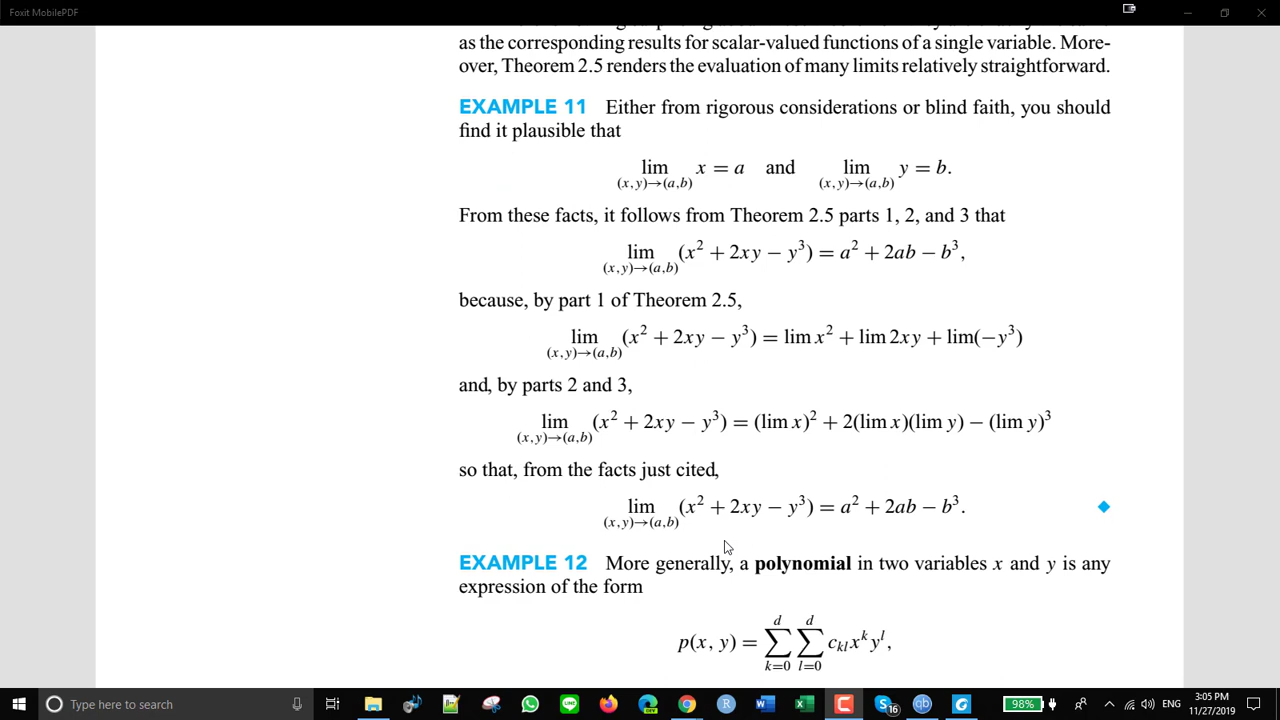 Foxit MobilePDF
as the corresponding results for scalar-valued functions of a single variable. More-
over, Theorem 2.5 renders the evaluation of many limits relatively straightforward.
EXAMPLE 11 Either from rigorous considerations or blind faith, you should
find it plausible that
lim x = a and lim y = b.
(x,y)→(a,b) (x,y)→(a,b)
From these facts, it follows from Theorem 2.5 parts 1, 2, and 3 that
lim (x² + 2xy − y³) = a² + 2ab − b³,
(x,y)→(a,b)
because, by part 1 of Theorem 2.5,
lim (x² + 2xy − y³) = lim x² + lim 2xy + lim(−y³)
(x,y)→(a,b)
and, by parts 2 and 3,
lim (x² + 2xy − y³) = (lim x)² + 2(lim x)(lim y) − (lim y)³
(x,y)→(a,b)
so that, from the facts just cited,
lim (x² + 2xy − y³) = a² + 2ab − b³.
(x,y)→(a,b)
EXAMPLE 12 More generally, a polynomial in two variables x and y is any
expression of the form
d d
p(x, y) = ∑ ∑ cₖₗxᵏyˡ,
k=0 l=0
Type here to search
DEV
R
W
X
S
16
qb
G
98%
ENG
3:05 PM
11/27/2019